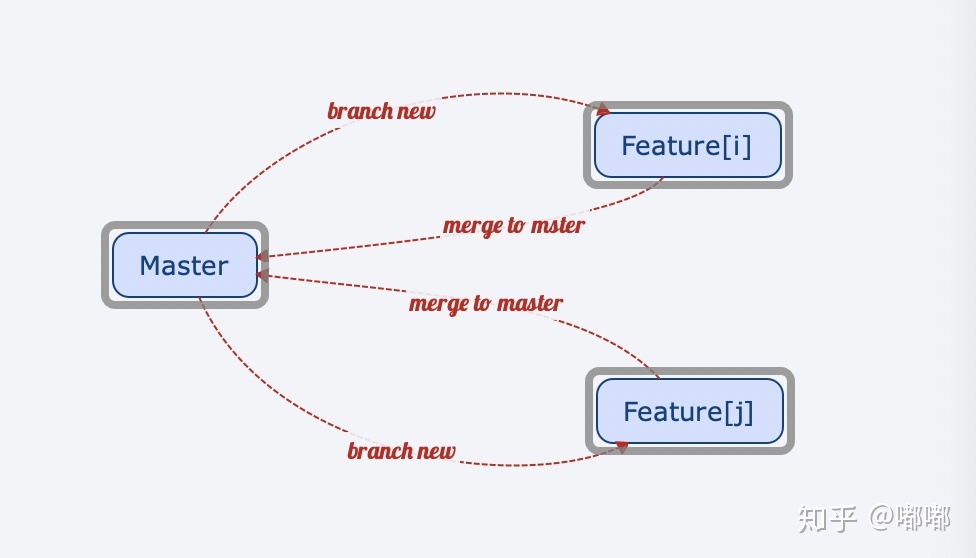 branch new
Feature[i]
merge to mster
Master
merge to master
Feature[j]
branch new
知乎 @嘟嘟